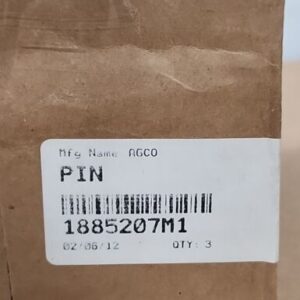 Mfg Name AGCO
PIN
1885207M1
02/06/12 QTY: 3